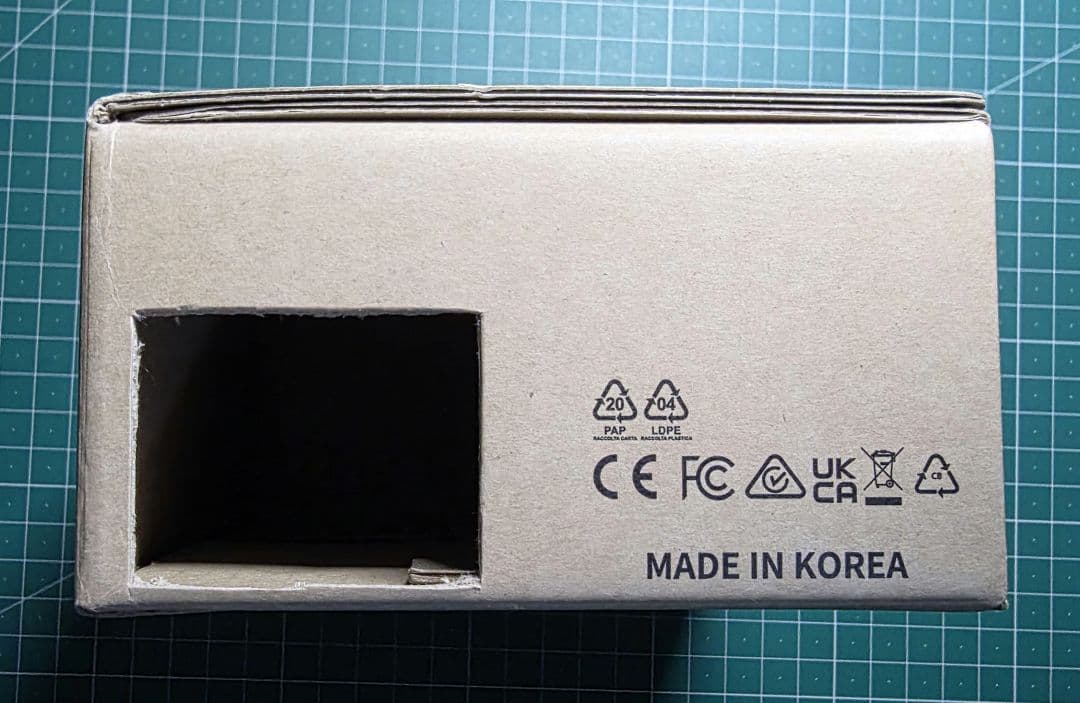 20 04
PAP LDPE
RACCOLTA CARTA RACCOLTA PLASTICA
CE FC UK
CA
MADE IN KOREA